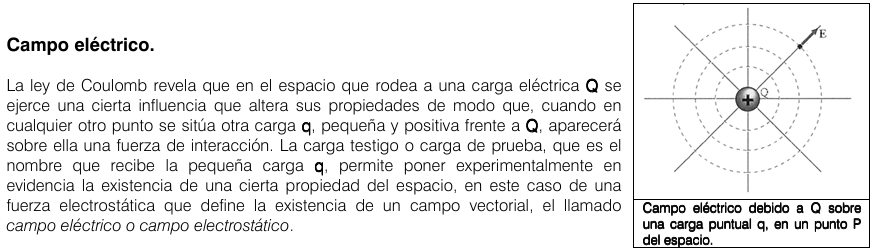 Campo eléctrico.
La ley de Coulomb revela que en el espacio que rodea a una carga eléctrica Q se
ejerce una cierta influencia que altera sus propiedades de modo que, cuando en
cualquier otro punto se sitúa otra carga q, pequeña y positiva frente a Q, aparecerá
sobre ella una fuerza de interacción. La carga testigo o carga de prueba, que es el
nombre que recibe la pequeña carga q, permite poner experimentalmente en
evidencia la existencia de una cierta propiedad del espacio, en este caso de una
fuerza electrostática que define la existencia de un campo vectorial, el llamado
campo eléctrico o campo electrostático.
E
Q
+
Campo eléctrico debido a Q sobre
una carga puntual q, en un punto P
del espacio.